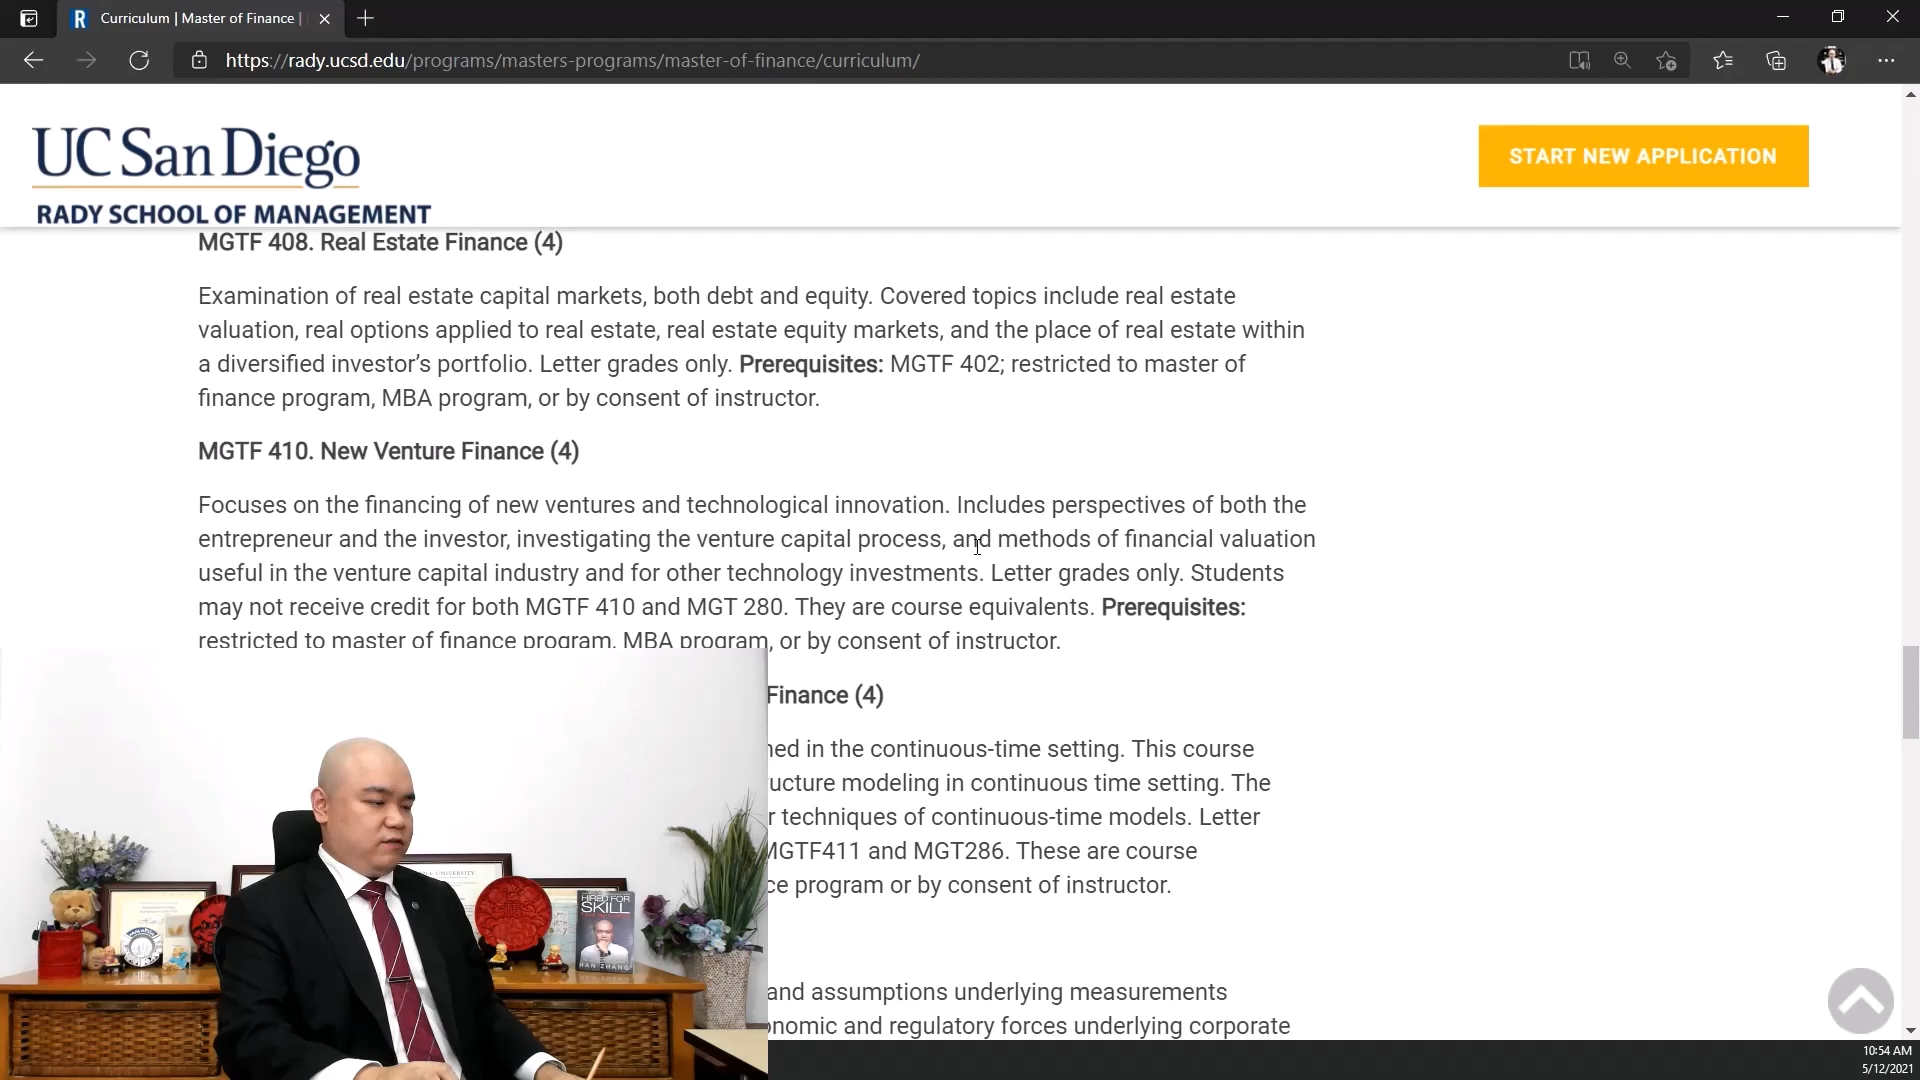 Curriculum | Master of Finance |
https://rady.ucsd.edu/programs/masters-programs/master-of-finance/curriculum/
UC San Diego
RADY SCHOOL OF MANAGEMENT
START NEW APPLICATION
MGTF 408. Real Estate Finance (4)
Examination of real estate capital markets, both debt and equity. Covered topics include real estate
valuation, real options applied to real estate, real estate equity markets, and the place of real estate within
a diversified investor’s portfolio. Letter grades only. Prerequisites: MGTF 402; restricted to master of
finance program, MBA program, or by consent of instructor.
MGTF 410. New Venture Finance (4)
Focuses on the financing of new ventures and technological innovation. Includes perspectives of both the
entrepreneur and the investor, investigating the venture capital process, and methods of financial valuation
useful in the venture capital industry and for other technology investments. Letter grades only. Students
may not receive credit for both MGTF 410 and MGT 280. They are course equivalents. Prerequisites:
restricted to master of finance program, MBA program, or by consent of instructor.
Finance (4)
in the continuous-time setting. This course
modeling in continuous time setting. The
techniques of continuous-time models. Letter
MGTF411 and MGT286. These are course
program or by consent of instructor.
and assumptions underlying measurements
and regulatory forces underlying corporate
UNIVERSITY
HIRED FOR
SKILL
HAN ZHANG
10:54 AM
5/12/2021